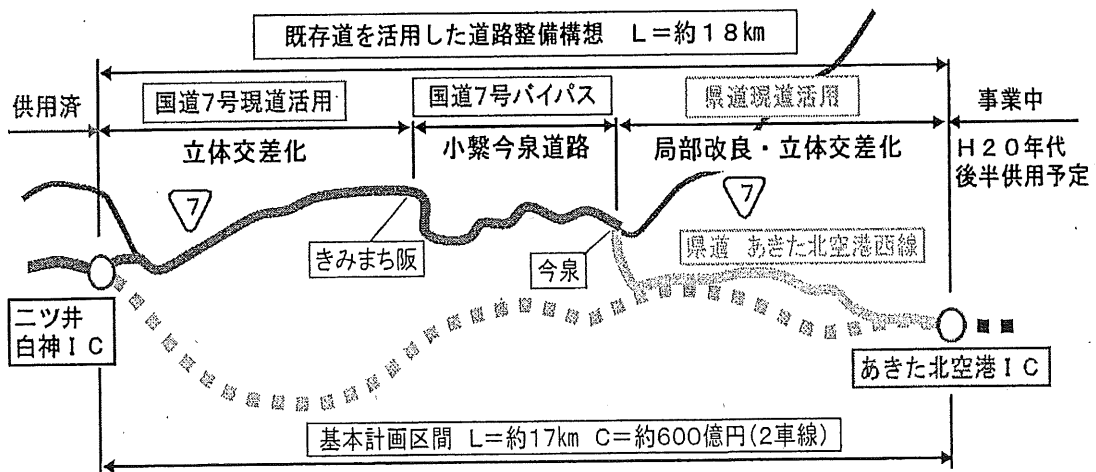 既存道を活用した道路整備構想 L=約18km
供用済
国道7号現道活用
国道7号バイパス
県道現道活用
事業中
立体交差化
小繋今泉道路
局部改良・立体交差化
H20年代
後半供用予定
7
7
きみまち阪
今泉
県道 あきた北空港西線
二ツ井
白神IC
あきた北空港IC
基本計画区間 L=約17km C=約600億円(2車線)